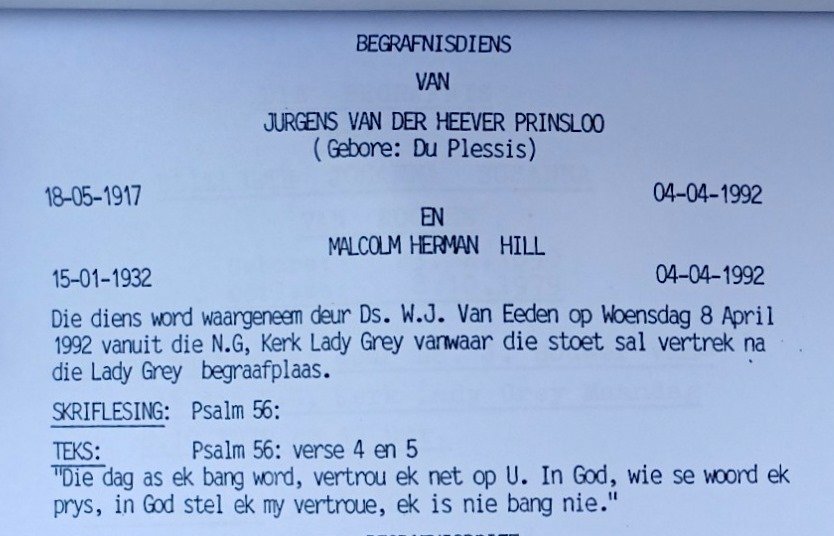 BEGRAFNISDIENS
VAN
JURGENS VAN DER HEEVER PRINSLOO
(Gebore: Du Plessis)
18-05-1917 04-04-1992
EN
MALCOLM HERMAN HILL
15-01-1932 04-04-1992
Die diens word waargeneem deur Ds. W.J. Van Eeden op Woensdag 8 April
1992 vanuit die N.G, Kerk Lady Grey vanwaar die stoet sal vertrek na
die Lady Grey begraafplaas.
SKRIFLESING: Psalm 56:
TEKS: Psalm 56: verse 4 en 5
"Die dag as ek bang word, vertrou ek net op U. In God, wie se woord ek
prys, in God stel ek my vertroue, ek is nie bang nie."